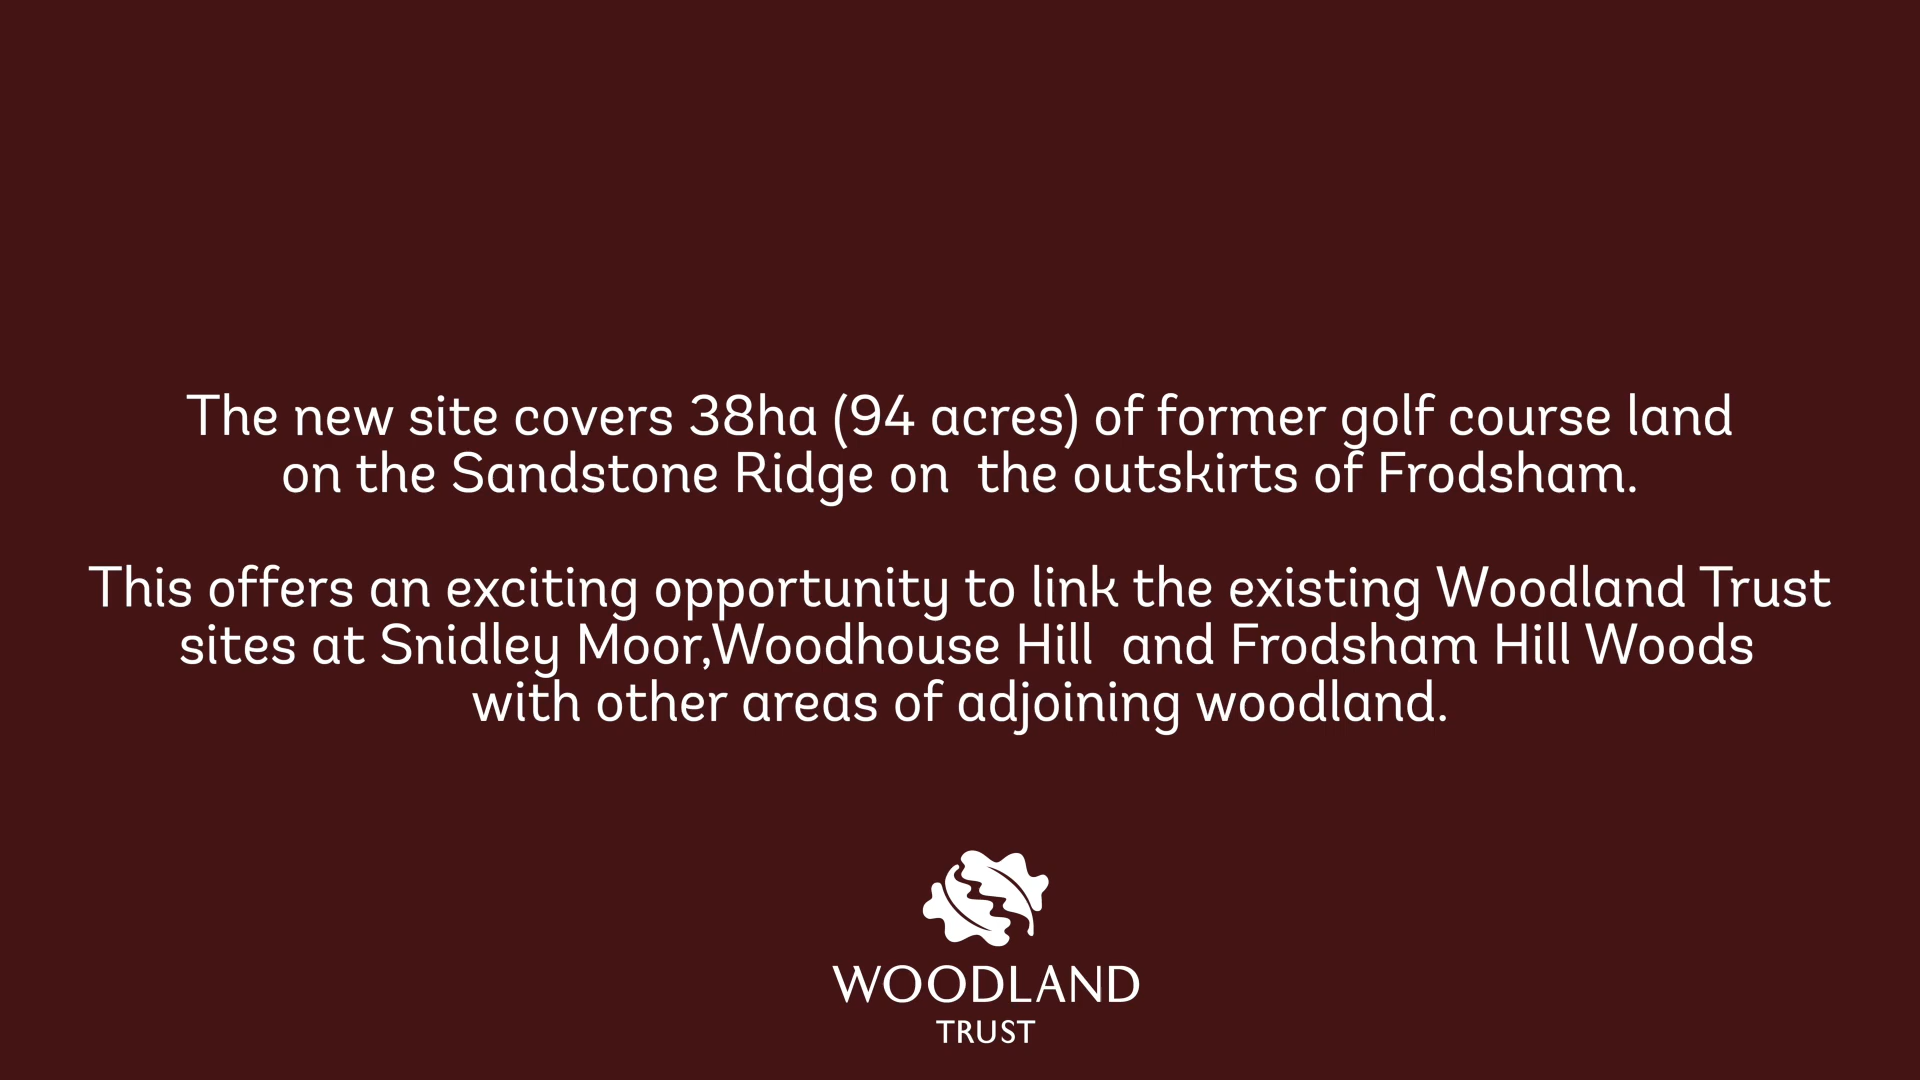 The new site covers 38ha (94 acres) of former golf course land
on the Sandstone Ridge on  the outskirts of Frodsham.
This offers an exciting opportunity to link the existing Woodland Trust
sites at Snidley Moor,Woodhouse Hill  and Frodsham Hill Woods
with other areas of adjoining woodland.
WOODLAND
TRUST